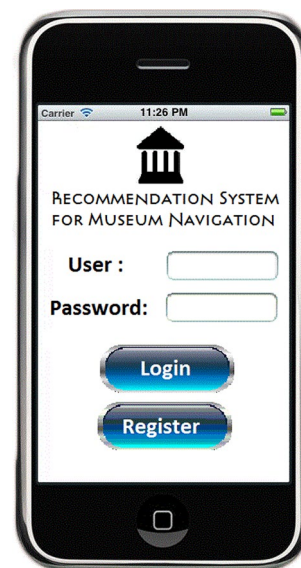 Carrier 11:26 PM
Recommendation System
for Museum Navigation
User :
Password:
Login
Register